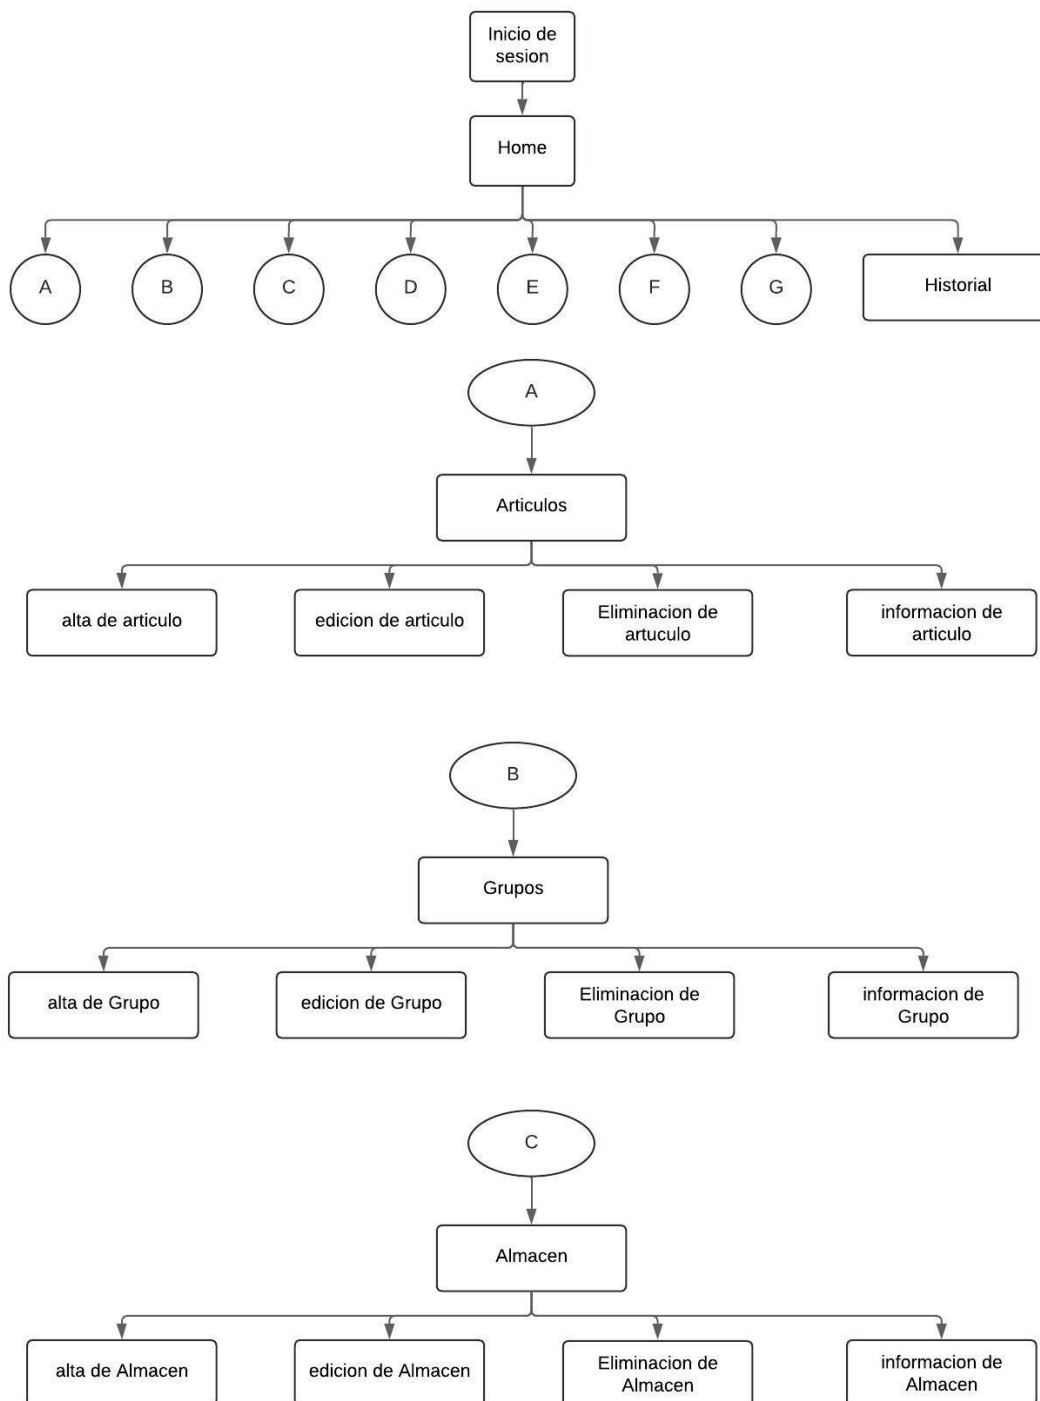 Inicio de
sesion
Home
A
B
C
D
E
F
G
Historial
A
Articulos
alta de articulo
edicion de articulo
Eliminacion de
artuculo
informacion de
articulo
B
Grupos
alta de Grupo
edicion de Grupo
Eliminacion de
Grupo
informacion de
Grupo
C
Almacen
alta de Almacen
edicion de Almacen
Eliminacion de
Almacen
informacion de
Almacen